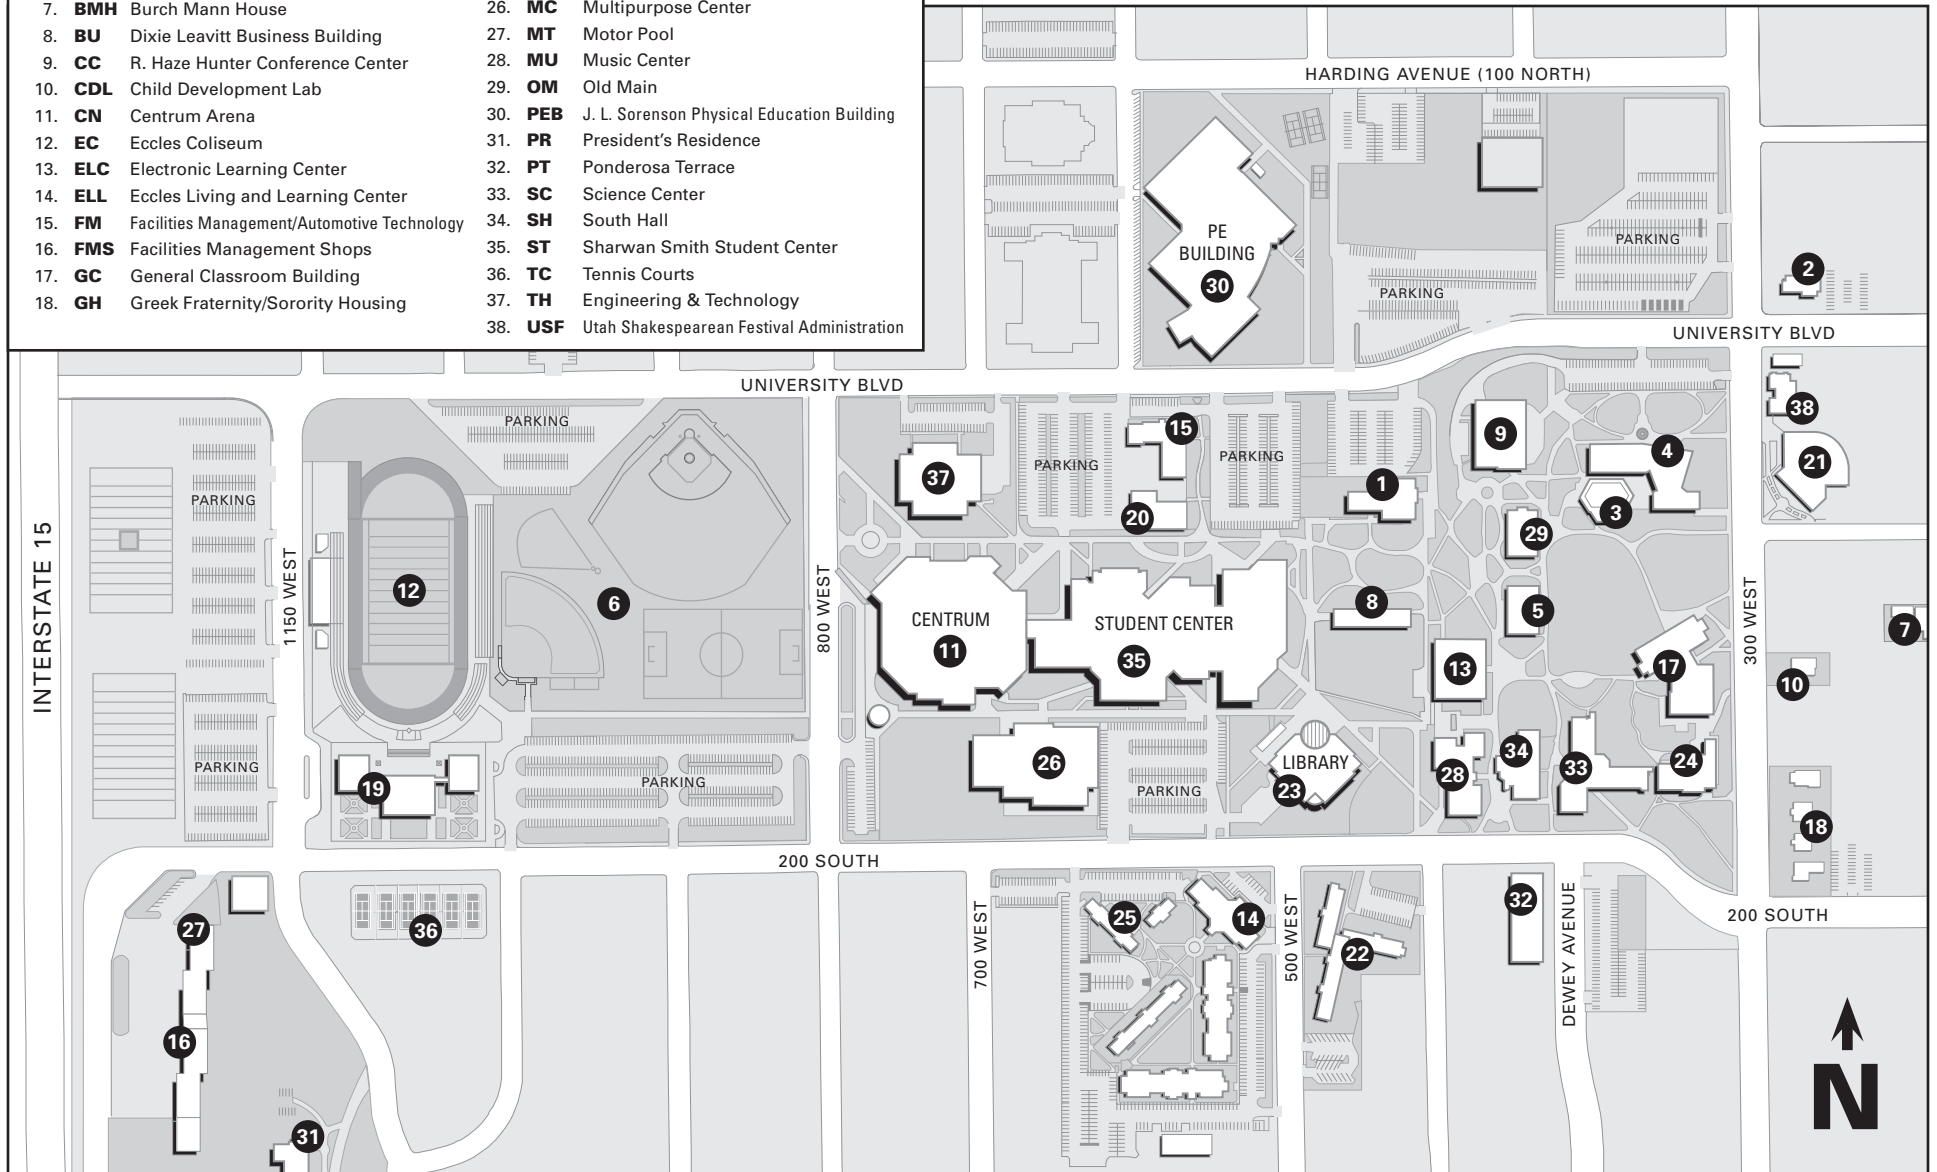 7. BMH Burch Mann House
8. BU Dixie Leavitt Business Building
9. CC R. Haze Hunter Conference Center
10. CDL Child Development Lab
11. CN Centrum Arena
12. EC Eccles Coliseum
13. ELC Electronic Learning Center
14. ELL Eccles Living and Learning Center
15. FM Facilities Management/Automotive Technology
16. FMS Facilities Management Shops
17. GC General Classroom Building
18. GH Greek Fraternity/Sorority Housing
26. MC Multipurpose Center
27. MT Motor Pool
28. MU Music Center
29. OM Old Main
30. PEB J. L. Sorenson Physical Education Building
31. PR President's Residence
32. PT Ponderosa Terrace
33. SC Science Center
34. SH South Hall
35. ST Sharwan Smith Student Center
36. TC Tennis Courts
37. TH Engineering & Technology
38. USF Utah Shakespearean Festival Administration
HARDING AVENUE (100 NORTH)
PE
BUILDING
30
PARKING
PARKING
2
UNIVERSITY BLVD
UNIVERSITY BLVD
PARKING
PARKING
INTERSTATE 15
1150 WEST
12
6
800 WEST
37
PARKING
15
20
PARKING
1
9
4
3
38
21
29
CENTRUM
11
STUDENT CENTER
35
8
5
13
17
300 WEST
7
10
PARKING
19
PARKING
26
PARKING
LIBRARY
23
28
34
33
24
18
200 SOUTH
200 SOUTH
27
36
16
31
700 WEST
25
14
500 WEST
22
32
DEWEY AVENUE
N